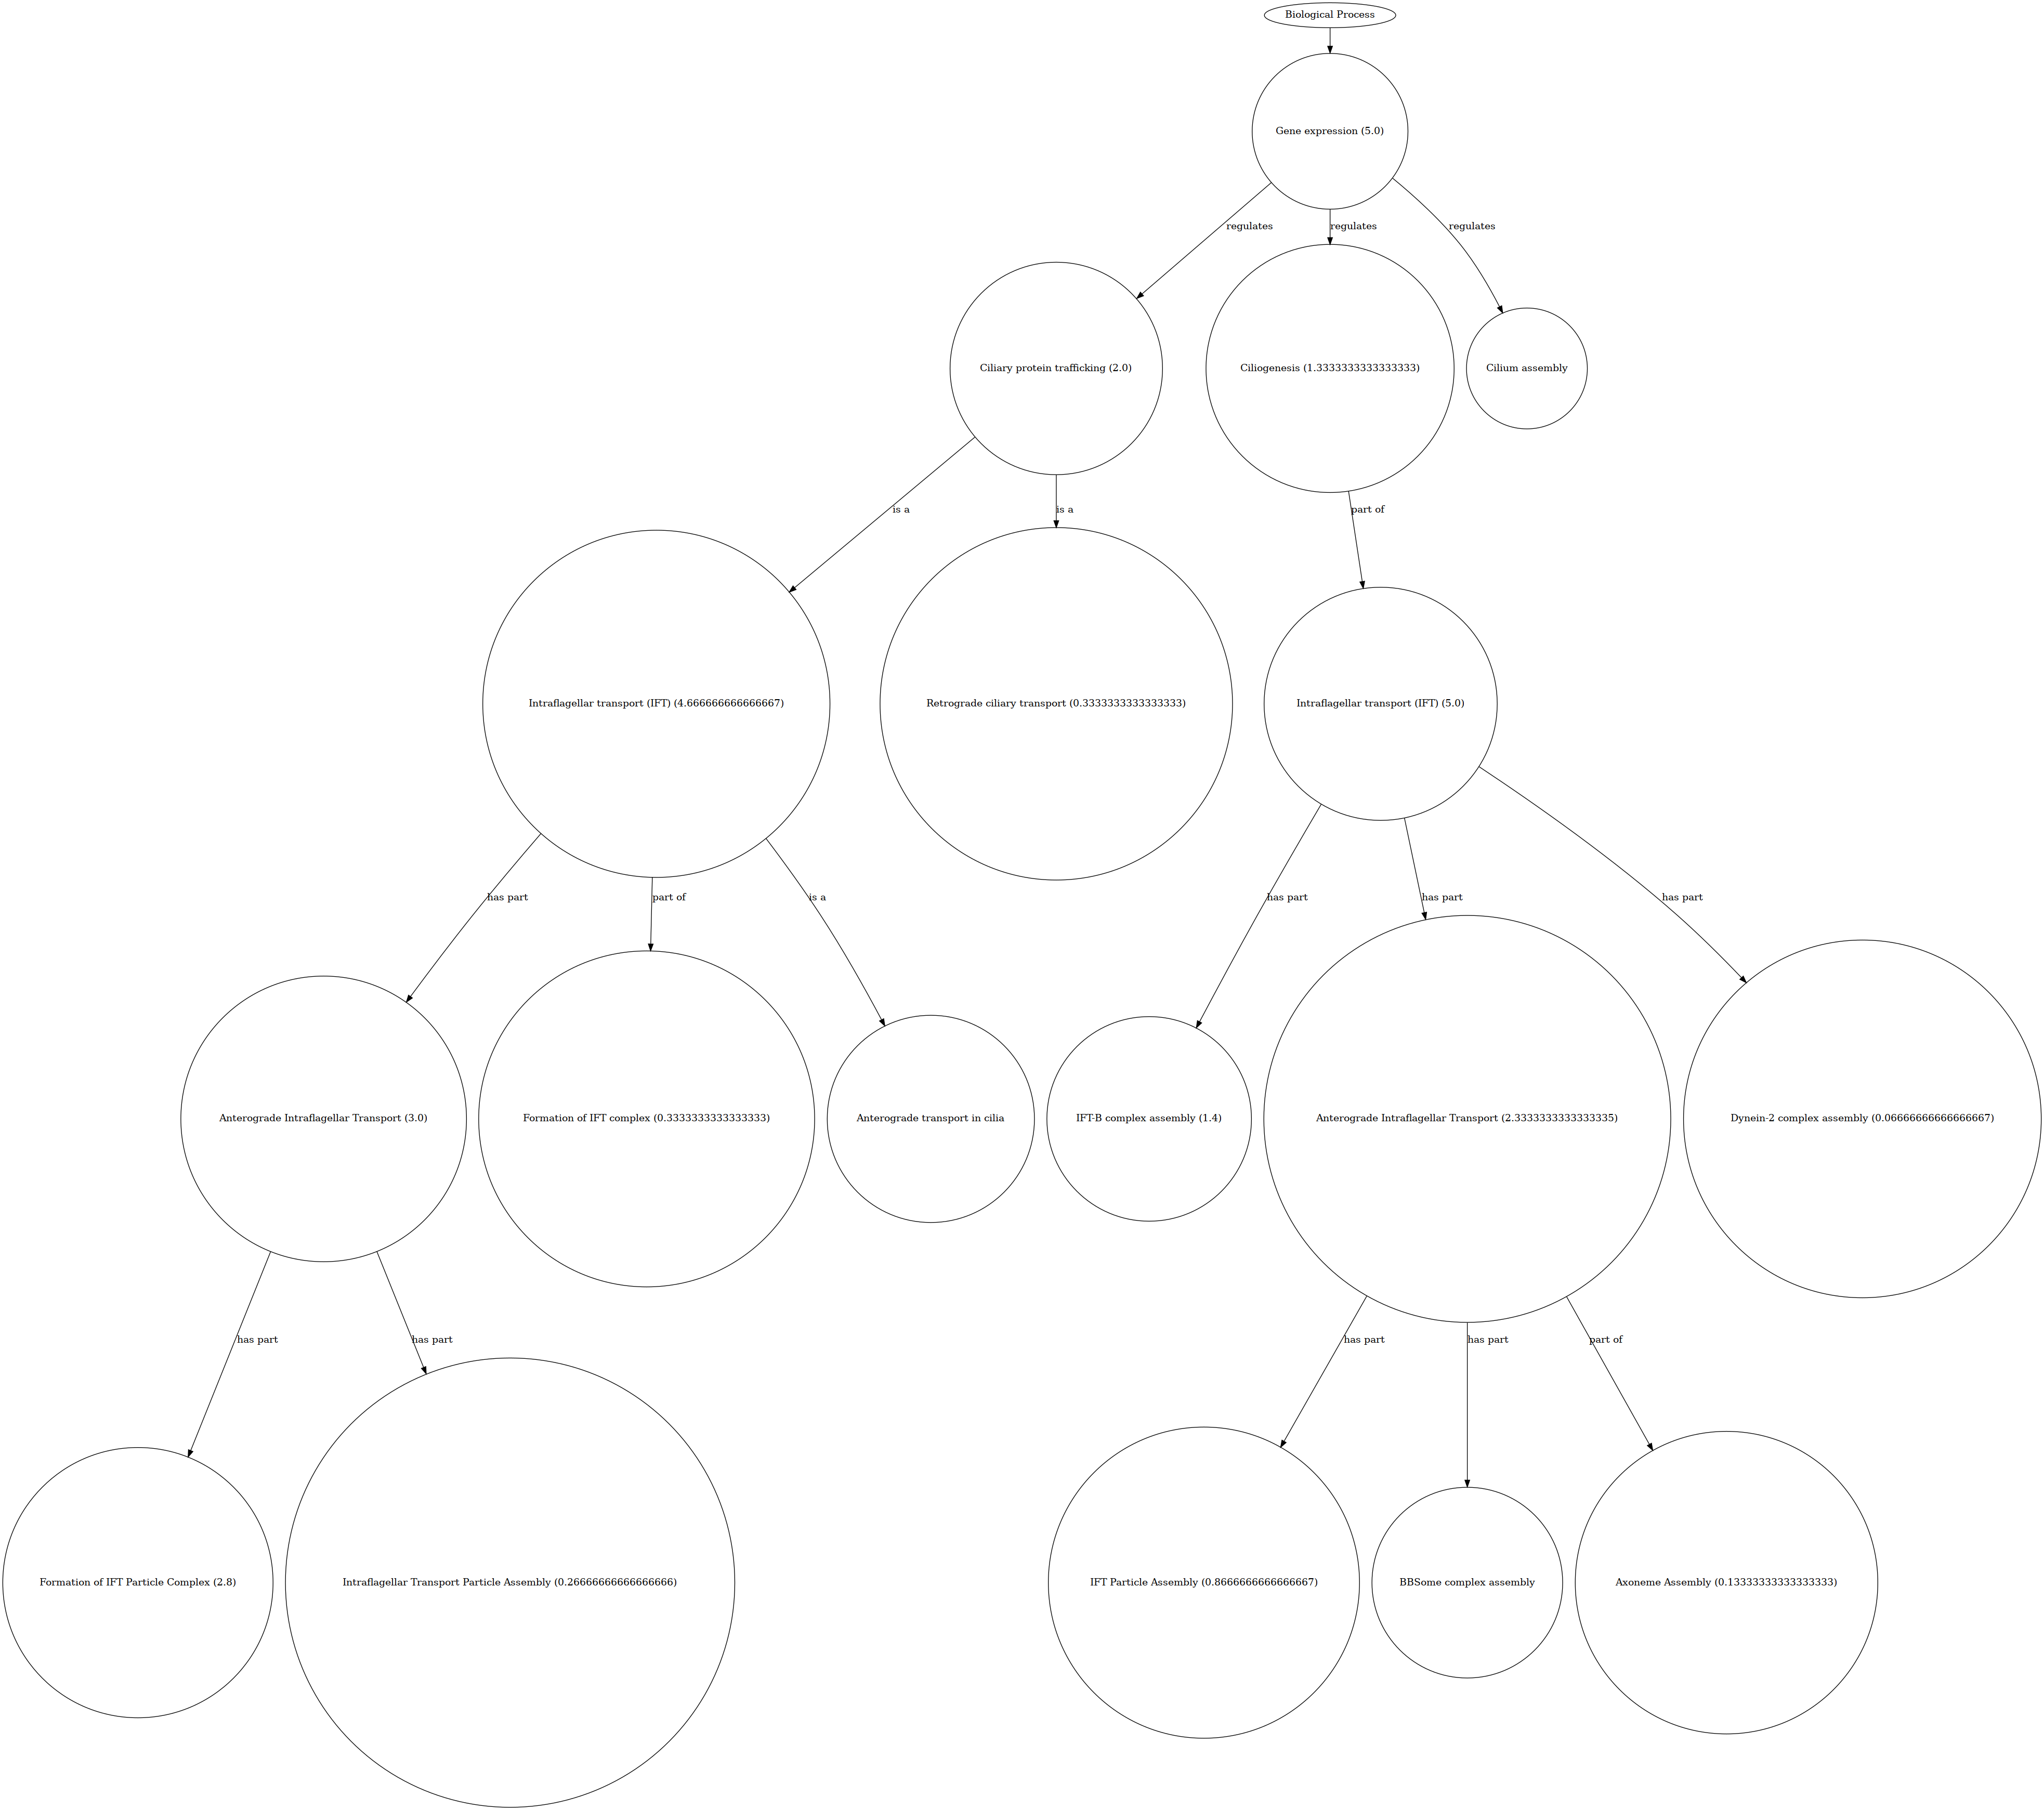 Biological Process
Gene expression (5.0)
regulates
regulates
regulates
Ciliary protein trafficking (2.0)
Ciliogenesis (1.3333333333333333)
Cilium assembly
is a
is a
part of
Intraflagellar transport (IFT) (4.666666666666667)
Retrograde ciliary transport (0.3333333333333333)
Intraflagellar transport (IFT) (5.0)
has part
part of
is a
has part
has part
has part
Anterograde Intraflagellar Transport (3.0)
Formation of IFT complex (0.3333333333333333)
Anterograde transport in cilia
IFT-B complex assembly (1.4)
Anterograde Intraflagellar Transport (2.3333333333333335)
Dynein-2 complex assembly (0.06666666666666667)
has part
has part
has part
has part
part of
Formation of IFT Particle Complex (2.8)
Intraflagellar Transport Particle Assembly (0.26666666666666666)
IFT Particle Assembly (0.8666666666666667)
BBSome complex assembly
Axoneme Assembly (0.13333333333333333)